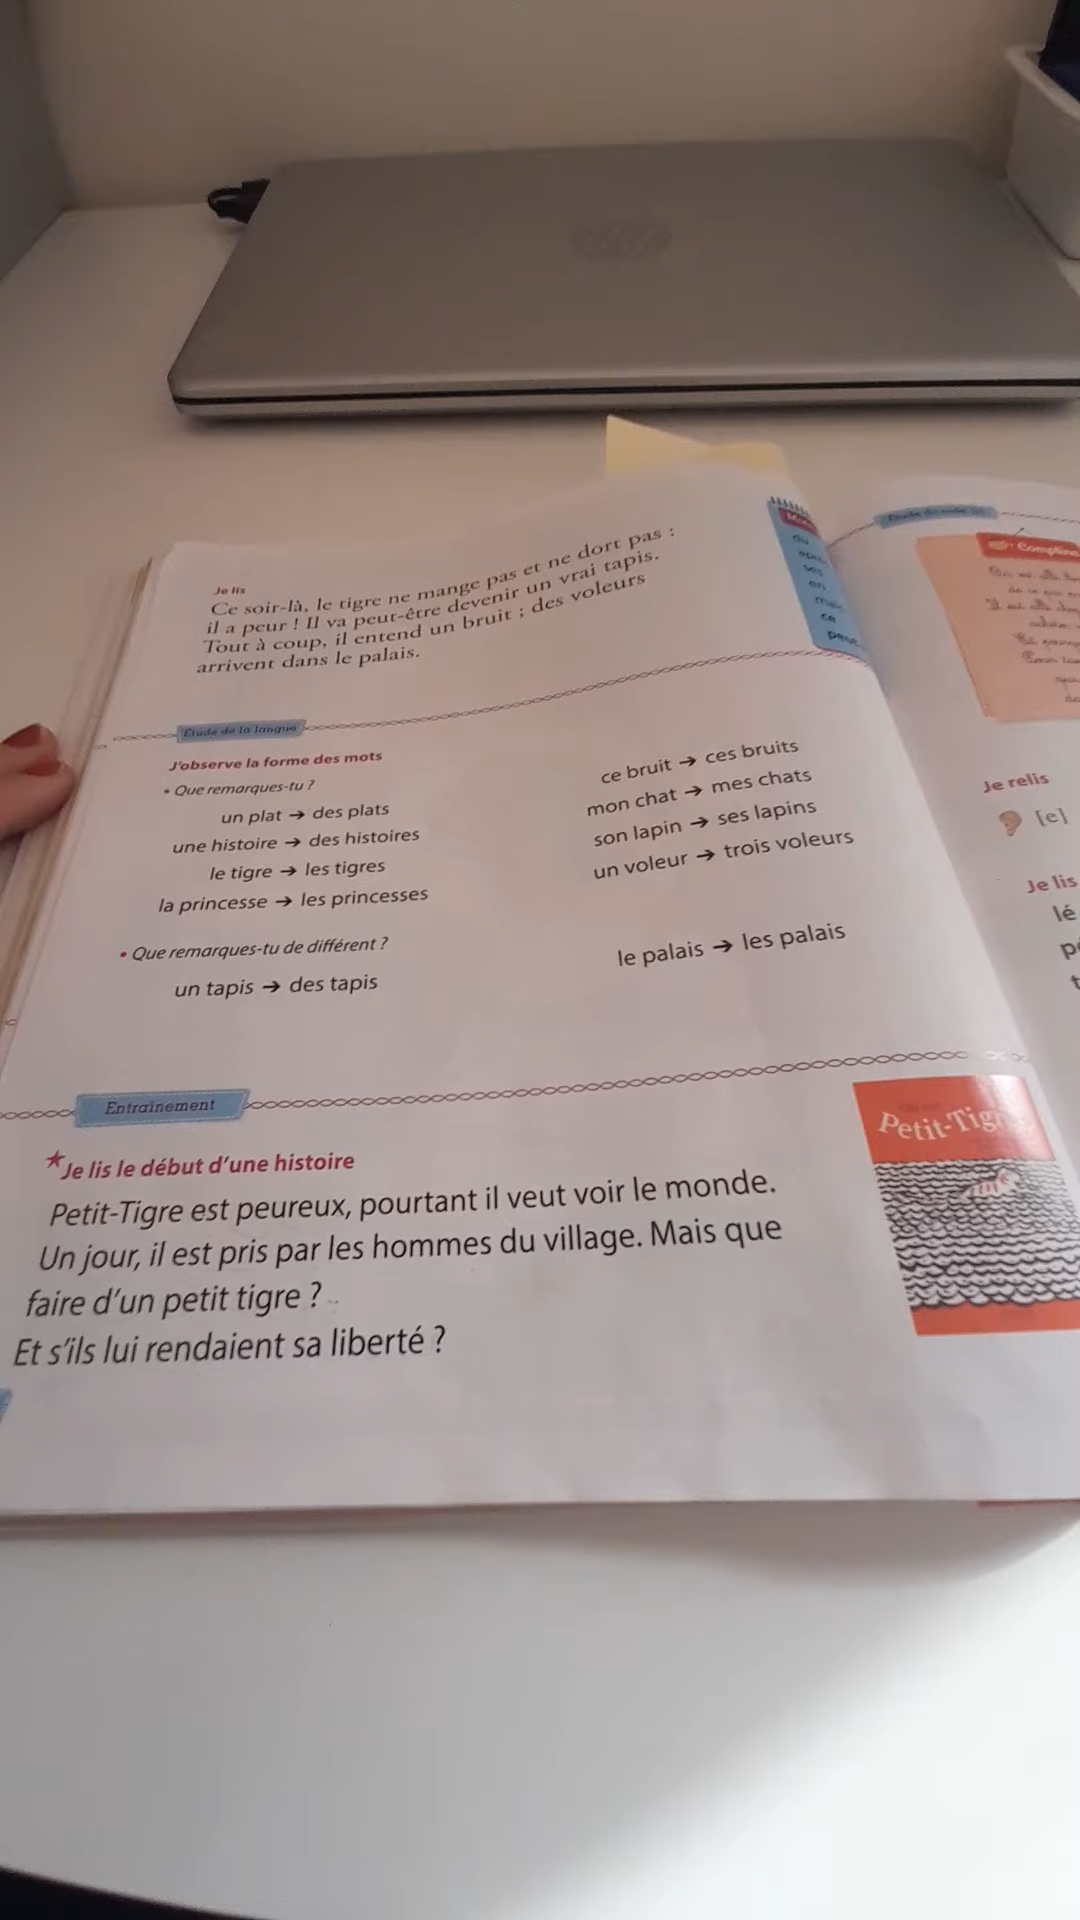 Je lis
Ce soir-là, le tigre ne mange pas et ne dort pas :
il a peur ! Il va peut-être devenir un vrai tapis.
Tout à coup, il entend un bruit ; des voleurs
arrivent dans le palais.
du
ses
en
ce
Étude de la langue
J'observe la forme des mots
• Que remarques-tu ?
un plat → des plats
une histoire → des histoires
le tigre → les tigres
la princesse → les princesses
ce bruit → ces bruits
mon chat → mes chats
son lapin → ses lapins
un voleur → trois voleurs
• Que remarques-tu de différent ?
un tapis → des tapis
le palais → les palais
Entraînement
*Je lis le début d'une histoire
Petit-Tigre est peureux, pourtant il veut voir le monde.
Un jour, il est pris par les hommes du village. Mais que
faire d'un petit tigre ?
Et s'ils lui rendaient sa liberté ?
Petit-Tigre
Je relis
[e]
Je lis
lé